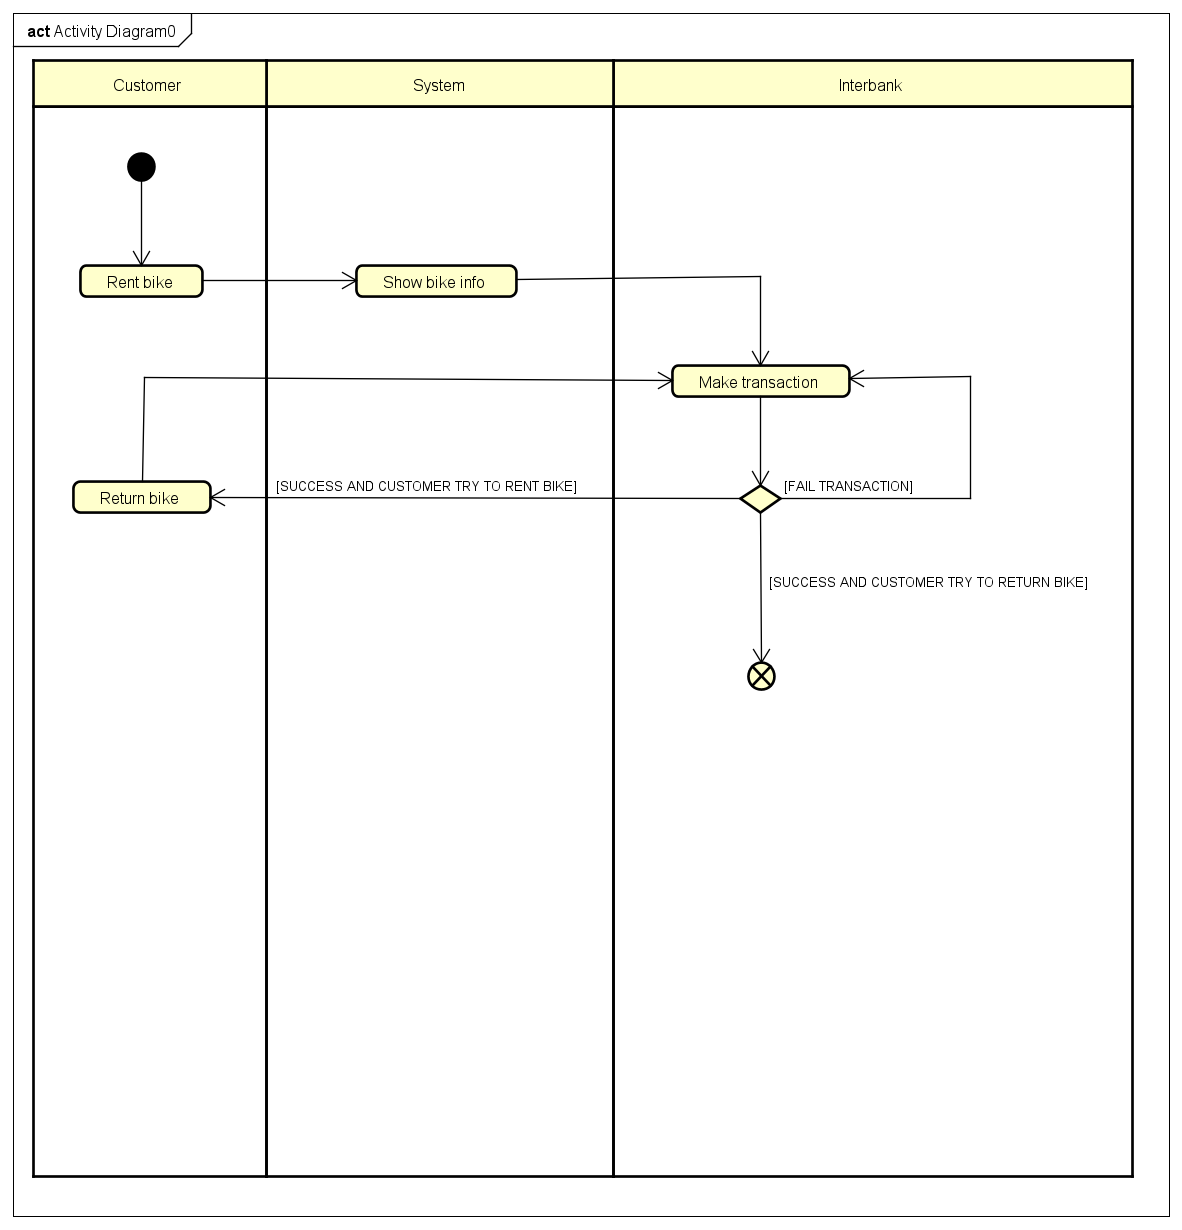 act Activity Diagram0
Customer
System
Interbank
Rent bike
Show bike info
Make transaction
Return bike
[SUCCESS AND CUSTOMER TRY TO RENT BIKE]
[FAIL TRANSACTION]
[SUCCESS AND CUSTOMER TRY TO RETURN BIKE]